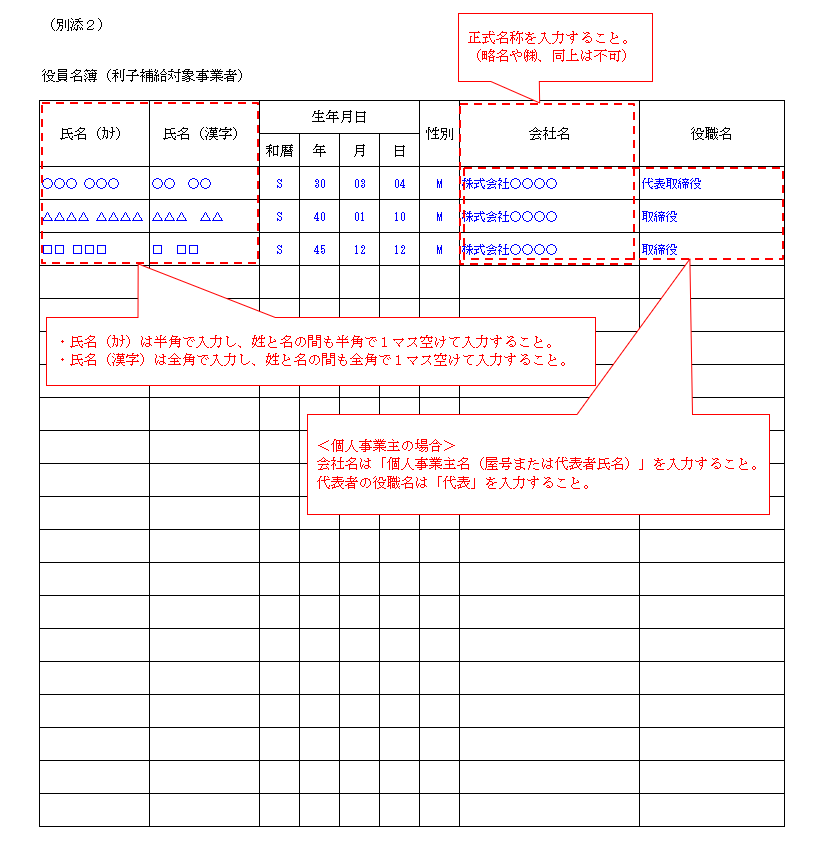 （別添２）
正式名称を入力すること。
（略名や㈱、同上は不可）
役員名簿（利子補給対象事業者）
氏名（ｶﾅ） 氏名（漢字） 生年月日 性別 会社名 役職名
和暦 年 月 日
○○○ ○○○ ○○　○○ S 30 03 04 M 株式会社○○○○ 代表取締役
△△△△ △△△△ △△△　△△ S 40 01 10 M 株式会社○○○○ 取締役
□□ □□□ □　□□ S 45 12 12 M 株式会社○○○○ 取締役
・氏名（ｶﾅ）は半角で入力し、姓と名の間も半角で１マス空けて入力すること。
・氏名（漢字）は全角で入力し、姓と名の間も全角で１マス空けて入力すること。
＜個人事業主の場合＞
会社名は「個人事業主名（屋号または代表者氏名）」を入力すること。
代表者の役職名は「代表」を入力すること。